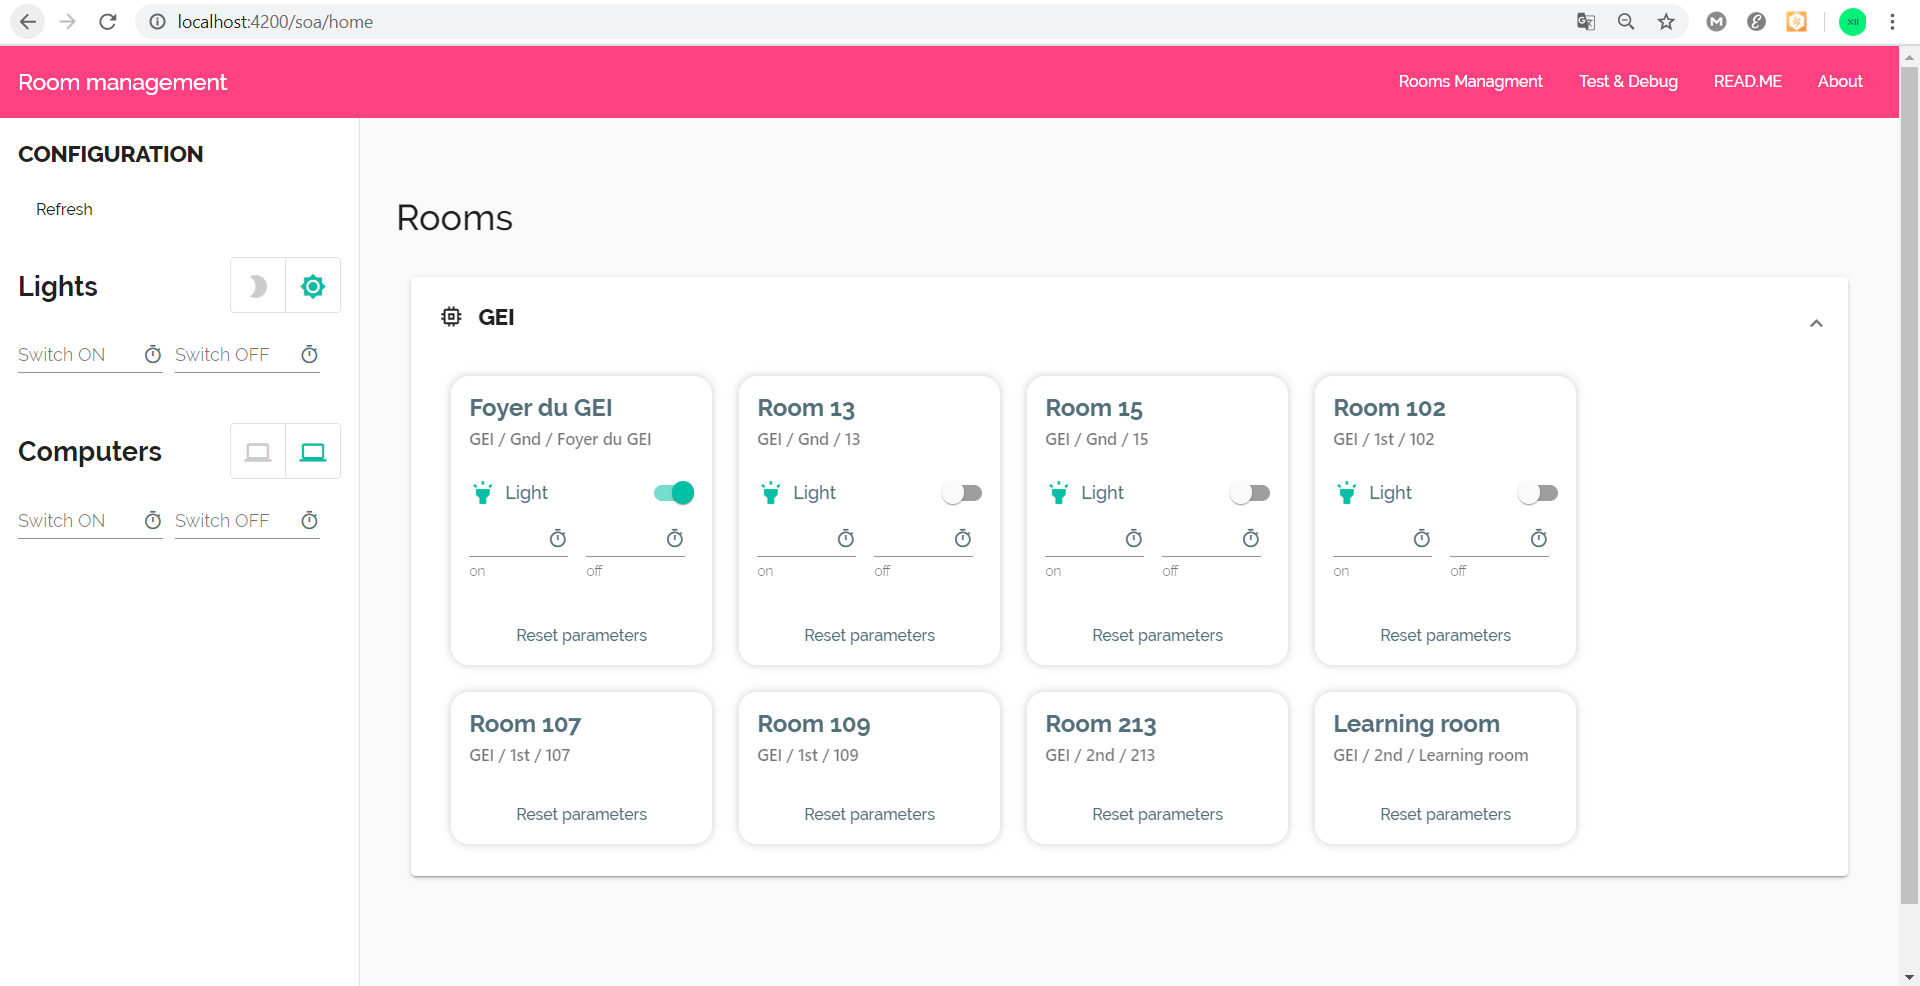 localhost:4200/soa/home
XII
Room management
Rooms Managment
Test & Debug
READ.ME
About
CONFIGURATION
Refresh
Lights
Switch ON
Switch OFF
Computers
Switch ON
Switch OFF
Rooms
GEI
Foyer du GEI
GEI / Gnd / Foyer du GEI
Light
on
off
Reset parameters
Room 13
GEI / Gnd / 13
Light
on
off
Reset parameters
Room 15
GEI / Gnd / 15
Light
on
off
Reset parameters
Room 102
GEI / 1st / 102
Light
on
off
Reset parameters
Room 107
GEI / 1st / 107
Reset parameters
Room 109
GEI / 1st / 109
Reset parameters
Room 213
GEI / 2nd / 213
Reset parameters
Learning room
GEI / 2nd / Learning room
Reset parameters